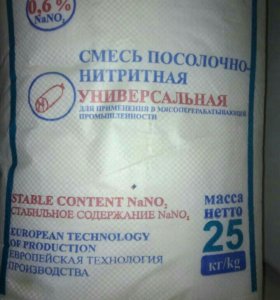 0,6%
NaNO₂
СМЕСЬ ПОСОЛОЧНО-
НИТРИТНАЯ
УНИВЕРСАЛЬНАЯ
ДЛЯ ПРИМЕНЕНИЯ В МЯСОПЕРЕРАБАТЫВАЮЩЕЙ
ПРОМЫШЛЕННОСТИ
STABLE CONTENT NaNO₂
СТАБИЛЬНОЕ СОДЕРЖАНИЕ NaNO₂
EUROPEAN TECHNOLOGY
OF PRODUCTION
ЕВРОПЕЙСКАЯ ТЕХНОЛОГИЯ
ПРОИЗВОДСТВА
масса
нетто
25
кг/kg